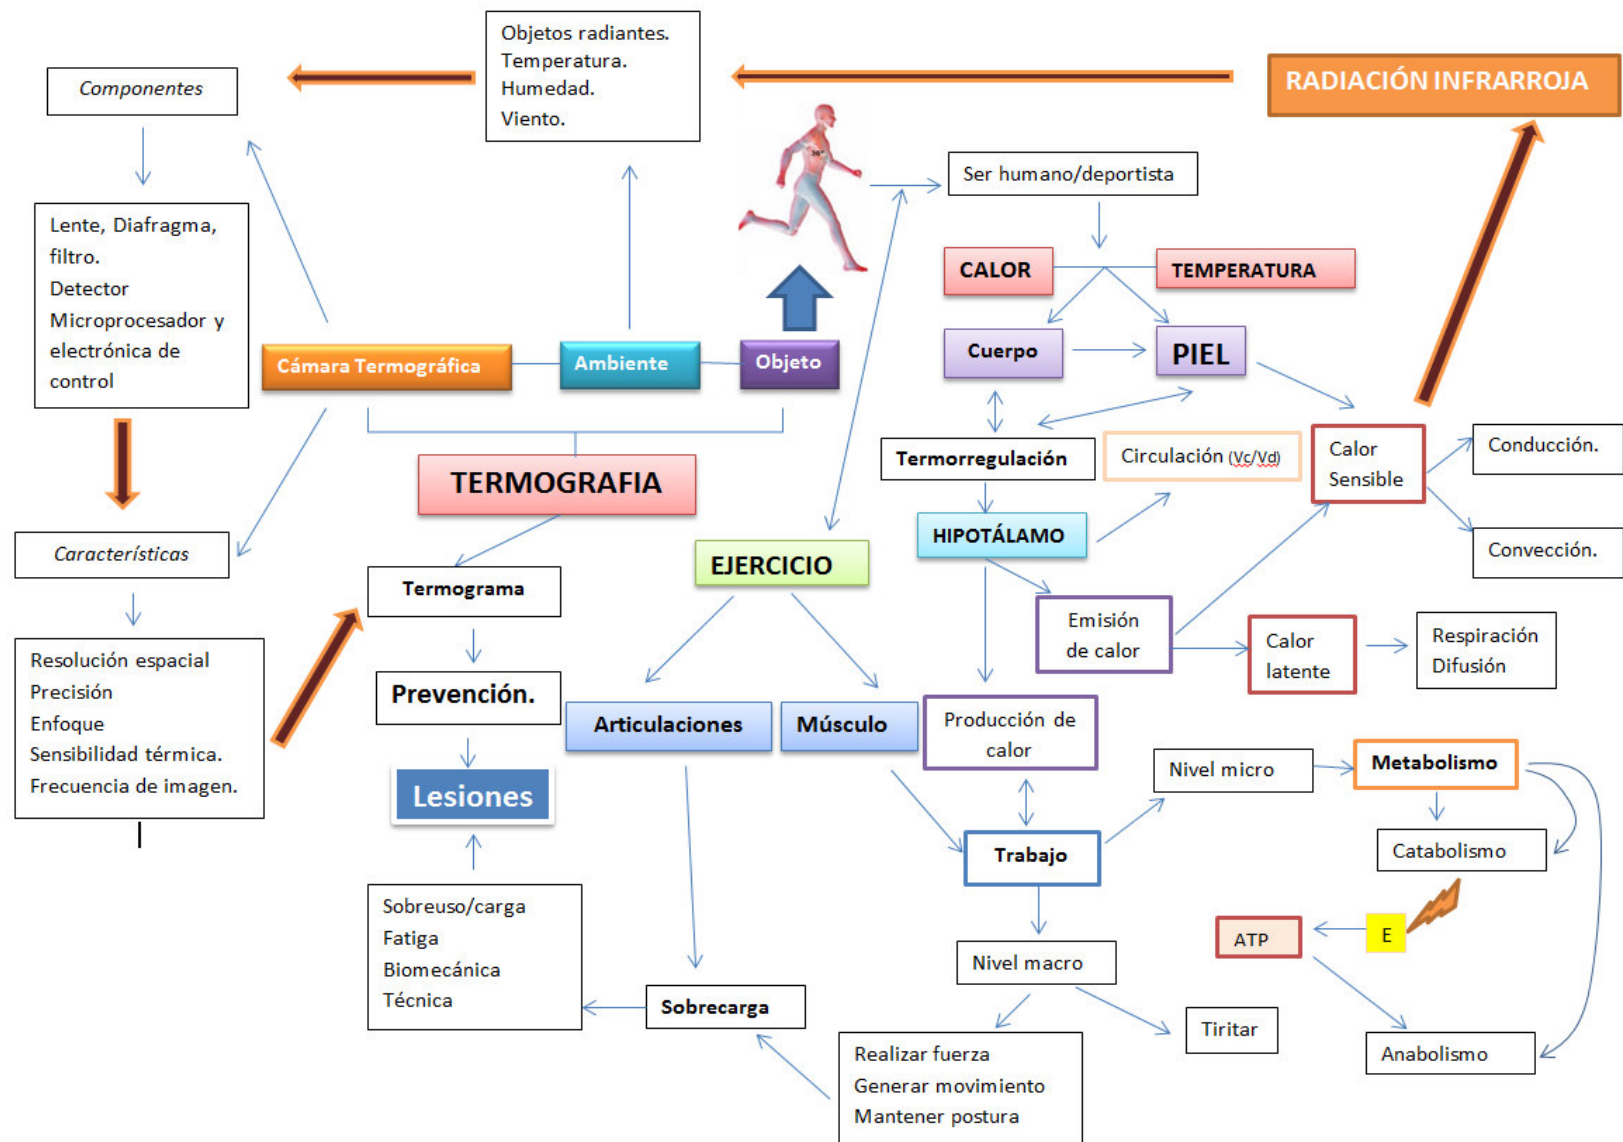 Objetos radiantes.
Temperatura.
Humedad.
Viento.
RADIACIÓN INFRARROJA
Componentes
Ser humano/deportista
Lente, Diafragma,
filtro.
Detector
Microprocesador y
electrónica de
control
CALOR
TEMPERATURA
Cámara Termográfica
Ambiente
Objeto
Cuerpo
PIEL
Termorregulación
Circulación (Vc/Vd)
Calor
Sensible
Conducción.
Convección.
TERMOGRAFIA
HIPOTÁLAMO
Características
EJERCICIO
Termograma
Emisión
de calor
Calor
latente
Respiración
Difusión
Resolución espacial
Precisión
Enfoque
Sensibilidad térmica.
Frecuencia de imagen.
Prevención.
Articulaciones
Músculo
Producción de
calor
Nivel micro
Metabolismo
Lesiones
Trabajo
Catabolismo
Sobreuso/carga
Fatiga
Biomecánica
Técnica
ATP
E
Nivel macro
Sobrecarga
Tiritar
Anabolismo
Realizar fuerza
Generar movimiento
Mantener postura